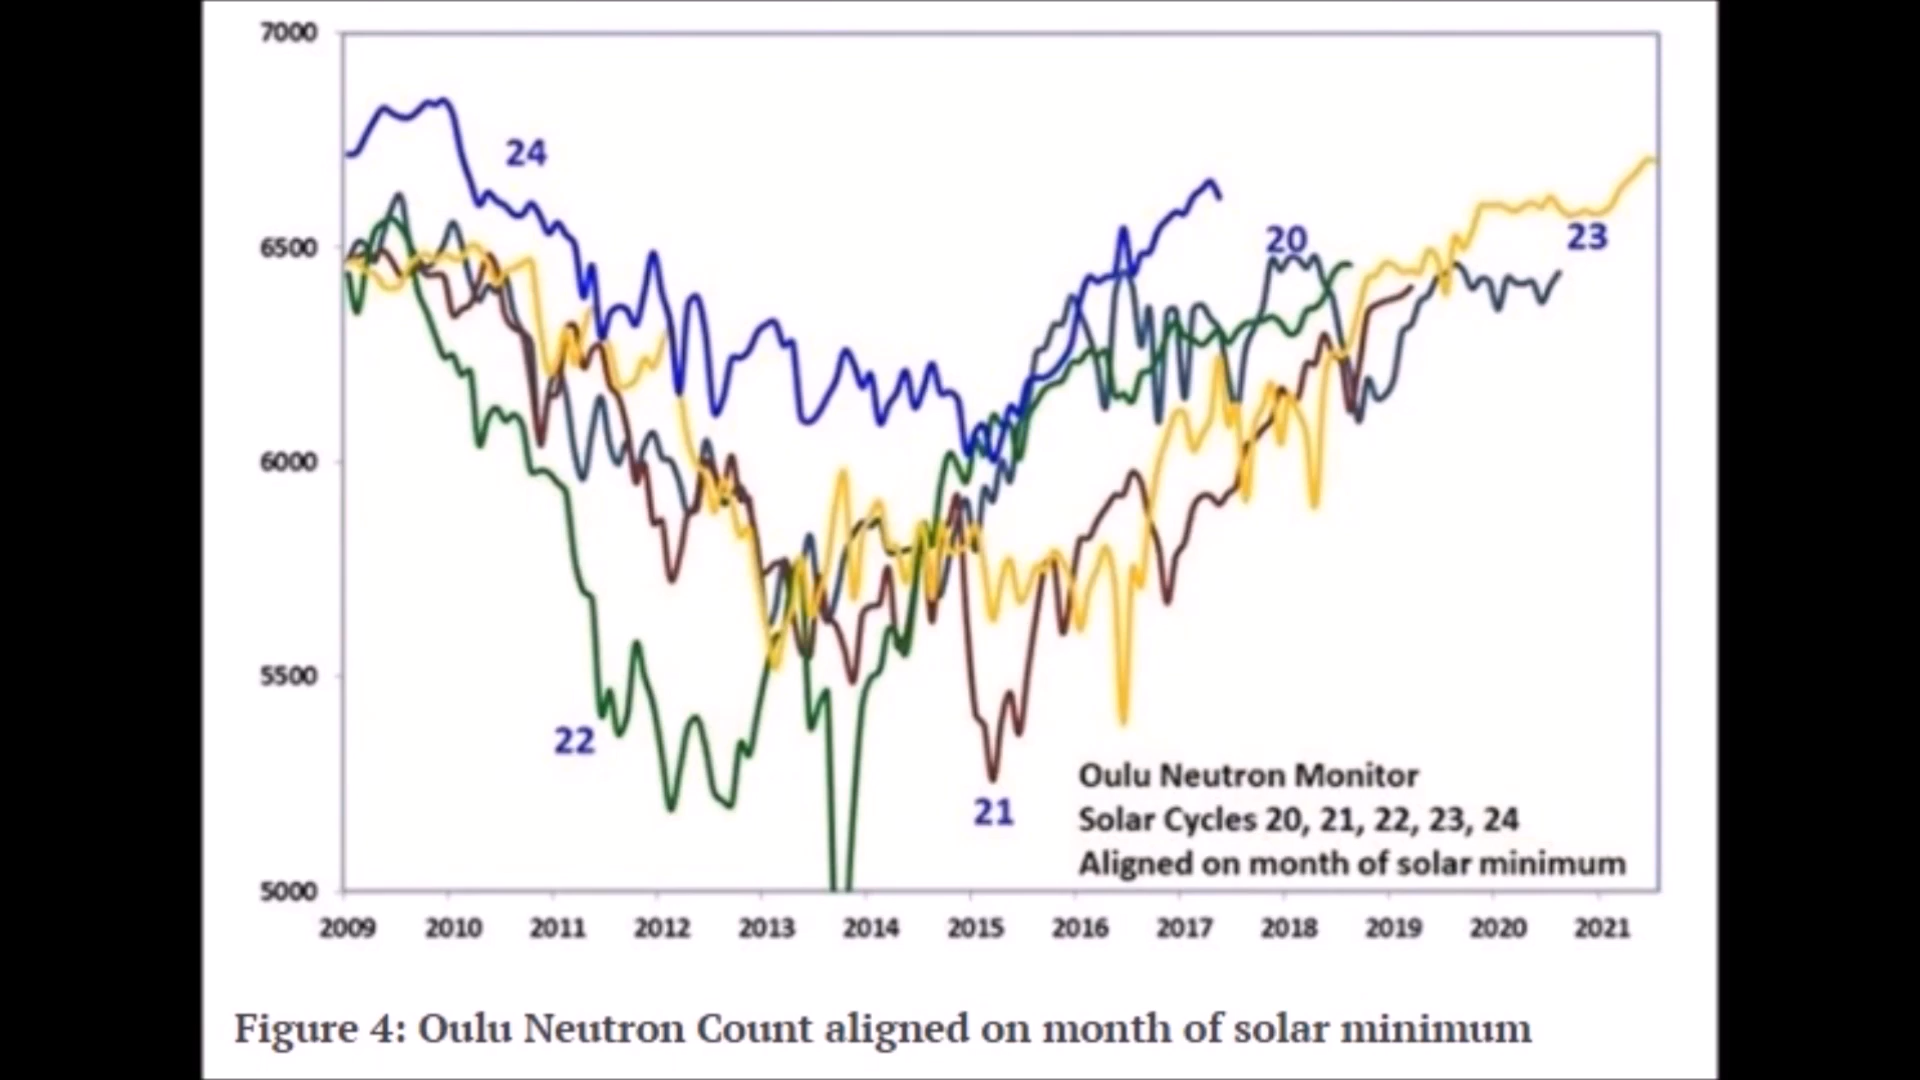 7000
24
6500
20
23
6000
5500
22
21
Oulu Neutron Monitor
Solar Cycles 20, 21, 22, 23, 24
Aligned on month of solar minimum
5000
2009 2010 2011 2012 2013 2014 2015 2016 2017 2018 2019 2020 2021
Figure 4: Oulu Neutron Count aligned on month of solar minimum